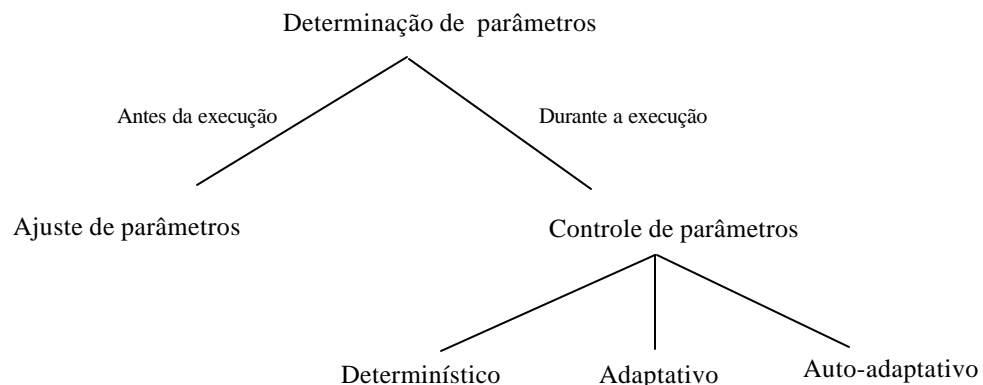 Determinação de parâmetros
Antes da execução
Durante a execução
Ajuste de parâmetros
Controle de parâmetros
Determinístico
Adaptativo
Auto-adaptativo